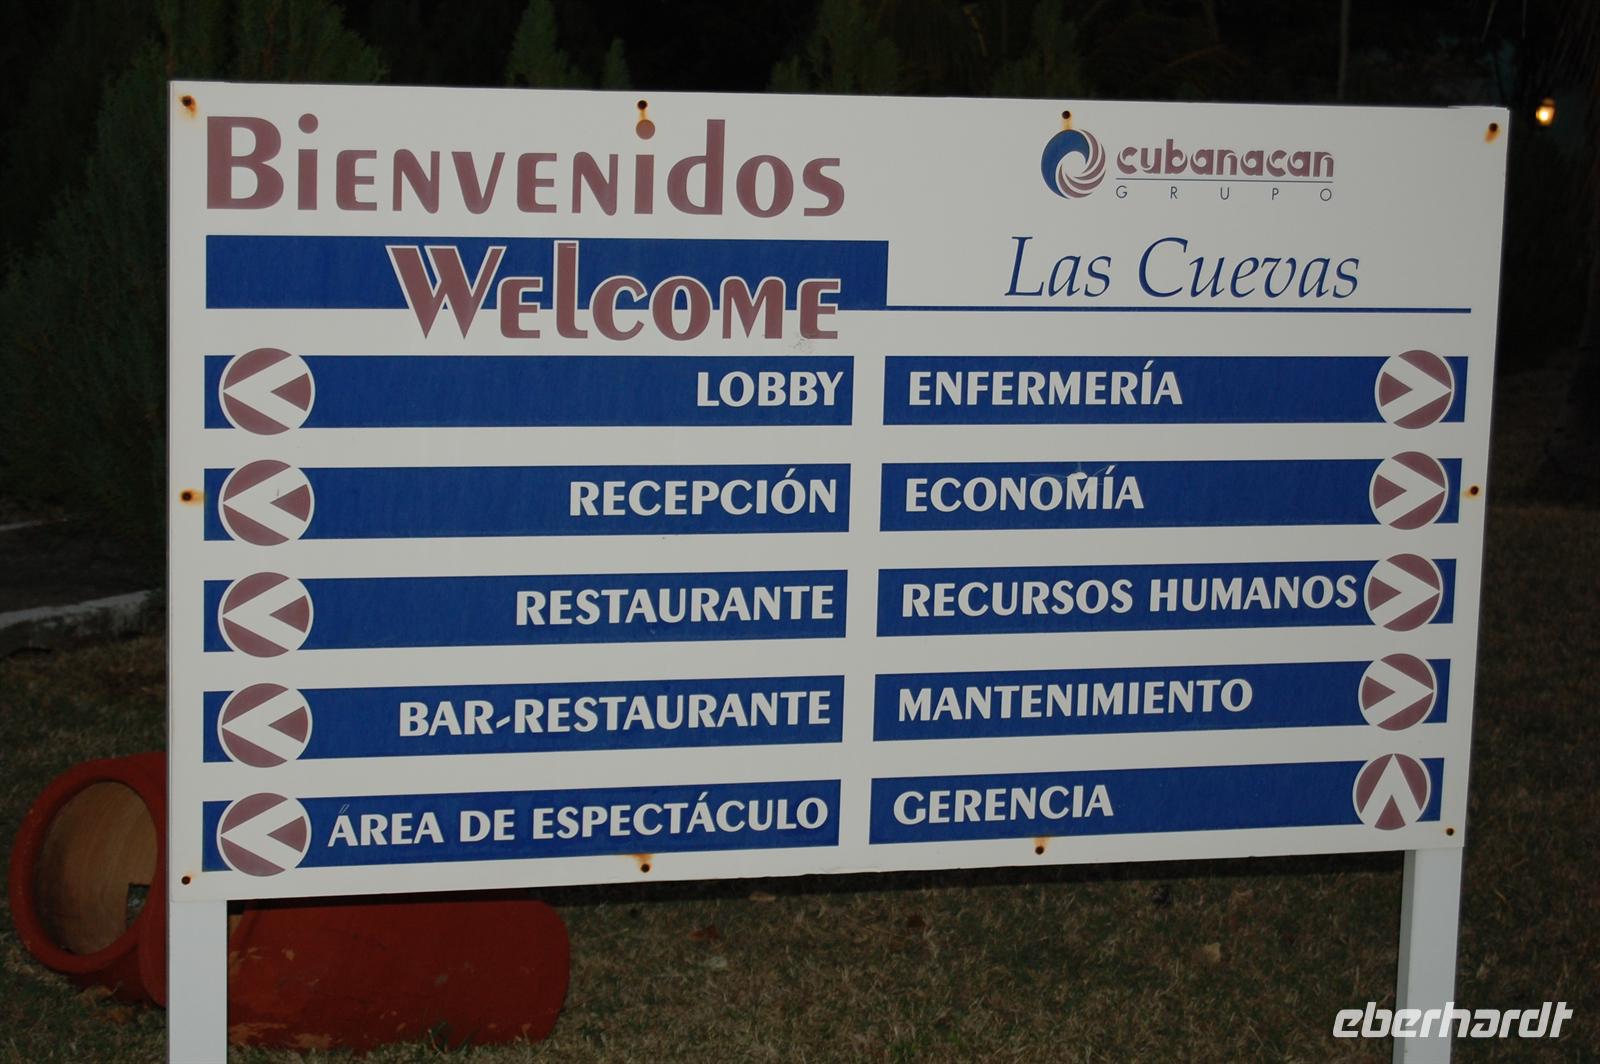 Bienvenidos
Welcome
cubanacan
GRUPO
Las Cuevas
LOBBY
RECEPCIÓN
RESTAURANTE
BAR-RESTAURANTE
ÁREA DE ESPECTÁCULO
ENFERMERÍA
ECONOMÍA
RECURSOS HUMANOS
MANTENIMIENTO
GERENCIA
eberhardt